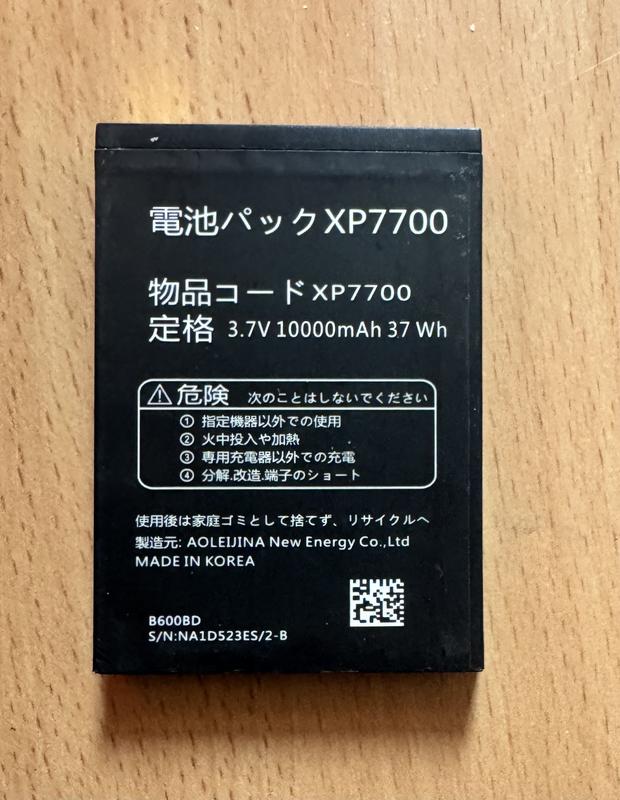 電池パックXP7700
物品コードXP7700
定格 3.7V 10000mAh 37 Wh
⚠危険 次のことはしないでください
① 指定機器以外での使用
② 火中投入や加熱
③ 専用充電器以外での充電
④ 分解.改造.端子のショート
使用後は家庭ゴミとして捨てず、リサイクルへ
製造元: AOLEIJINA New Energy Co.,Ltd
MADE IN KOREA
B600BD
S/N:NA1D523ES/2-B